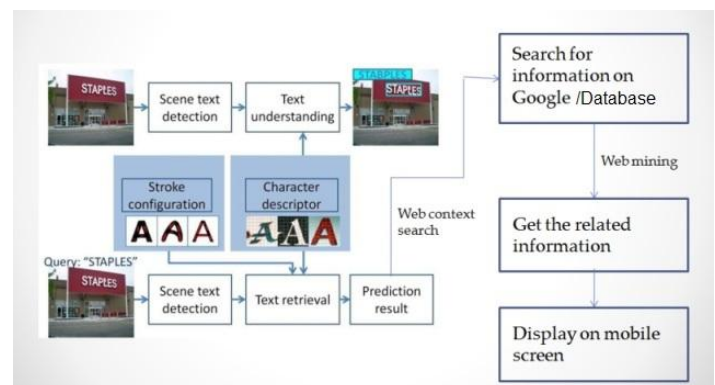 STAPLES
Scene text
detection
Text
understanding
STAPLES
STAPLES
Stroke
configuration
A A A
Character
descriptor
A A A
Query: "STAPLES"
STAPLES
Scene text
detection
Text retrieval
Prediction
result
Web context
search
Search for
information on
Google /Database
Web mining
Get the related
information
Display on mobile
screen